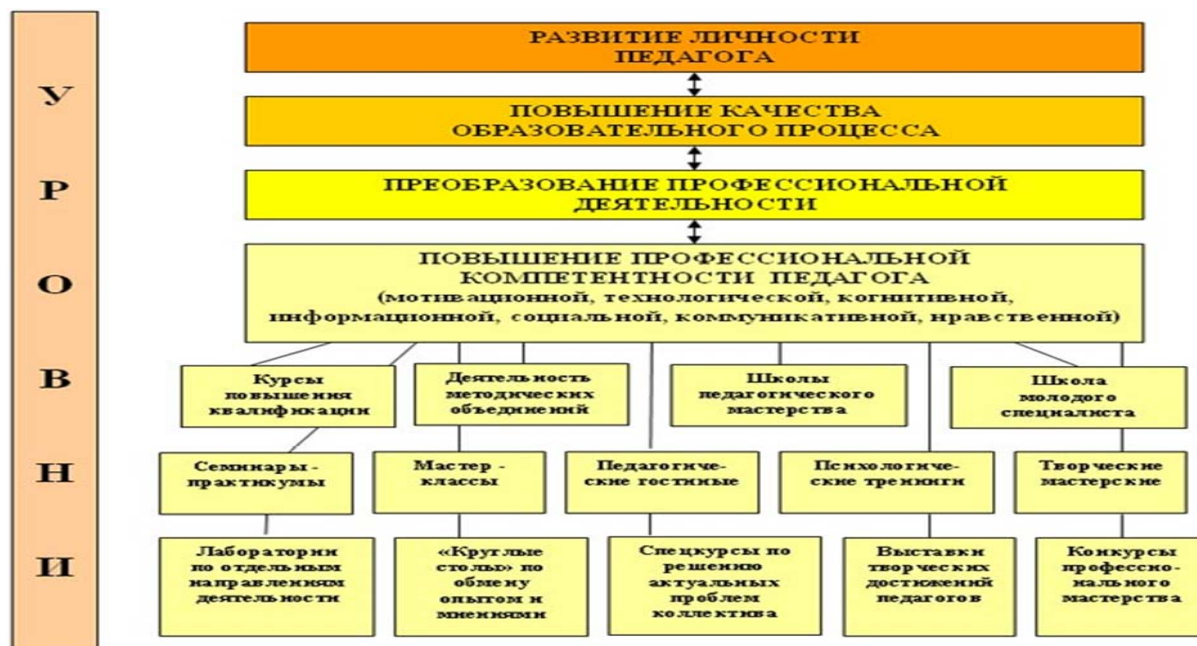 УРОВНИ
РАЗВИТИЕ ЛИЧНОСТИ
ПЕДАГОГА
ПОВЫШЕНИЕ КАЧЕСТВА
ОБРАЗОВАТЕЛЬНОГО ПРОЦЕССА
ПРЕОБРАЗОВАНИЕ ПРОФЕССИОНАЛЬНОЙ
ДЕЯТЕЛЬНОСТИ
ПОВЫШЕНИЕ ПРОФЕССИОНАЛЬНОЙ
КОМПЕТЕНТНОСТИ ПЕДАГОГА
(мотивационной, технологической, когнитивной,
информационной, социальной, коммуникативной, нравственной)
Курсы
повышения
квалификации
Деятельность
методических
объединений
Школы
педагогического
мастерства
Школа
молодого
специалиста
Семинары -
практикумы
Мастер -
классы
Педагогиче-
ские гостиные
Психологиче-
ские тренинги
Творческие
мастерские
Лаборатории
по отдельным
направлениям
деятельности
«Круглые
столы» по
обмену
опытом и
мнениями
Спецкурсы по
решению
актуальных
проблем
коллектива
Выставки
творческих
достижений
педагогов
Конкурсы
профессио-
нального
мастерства